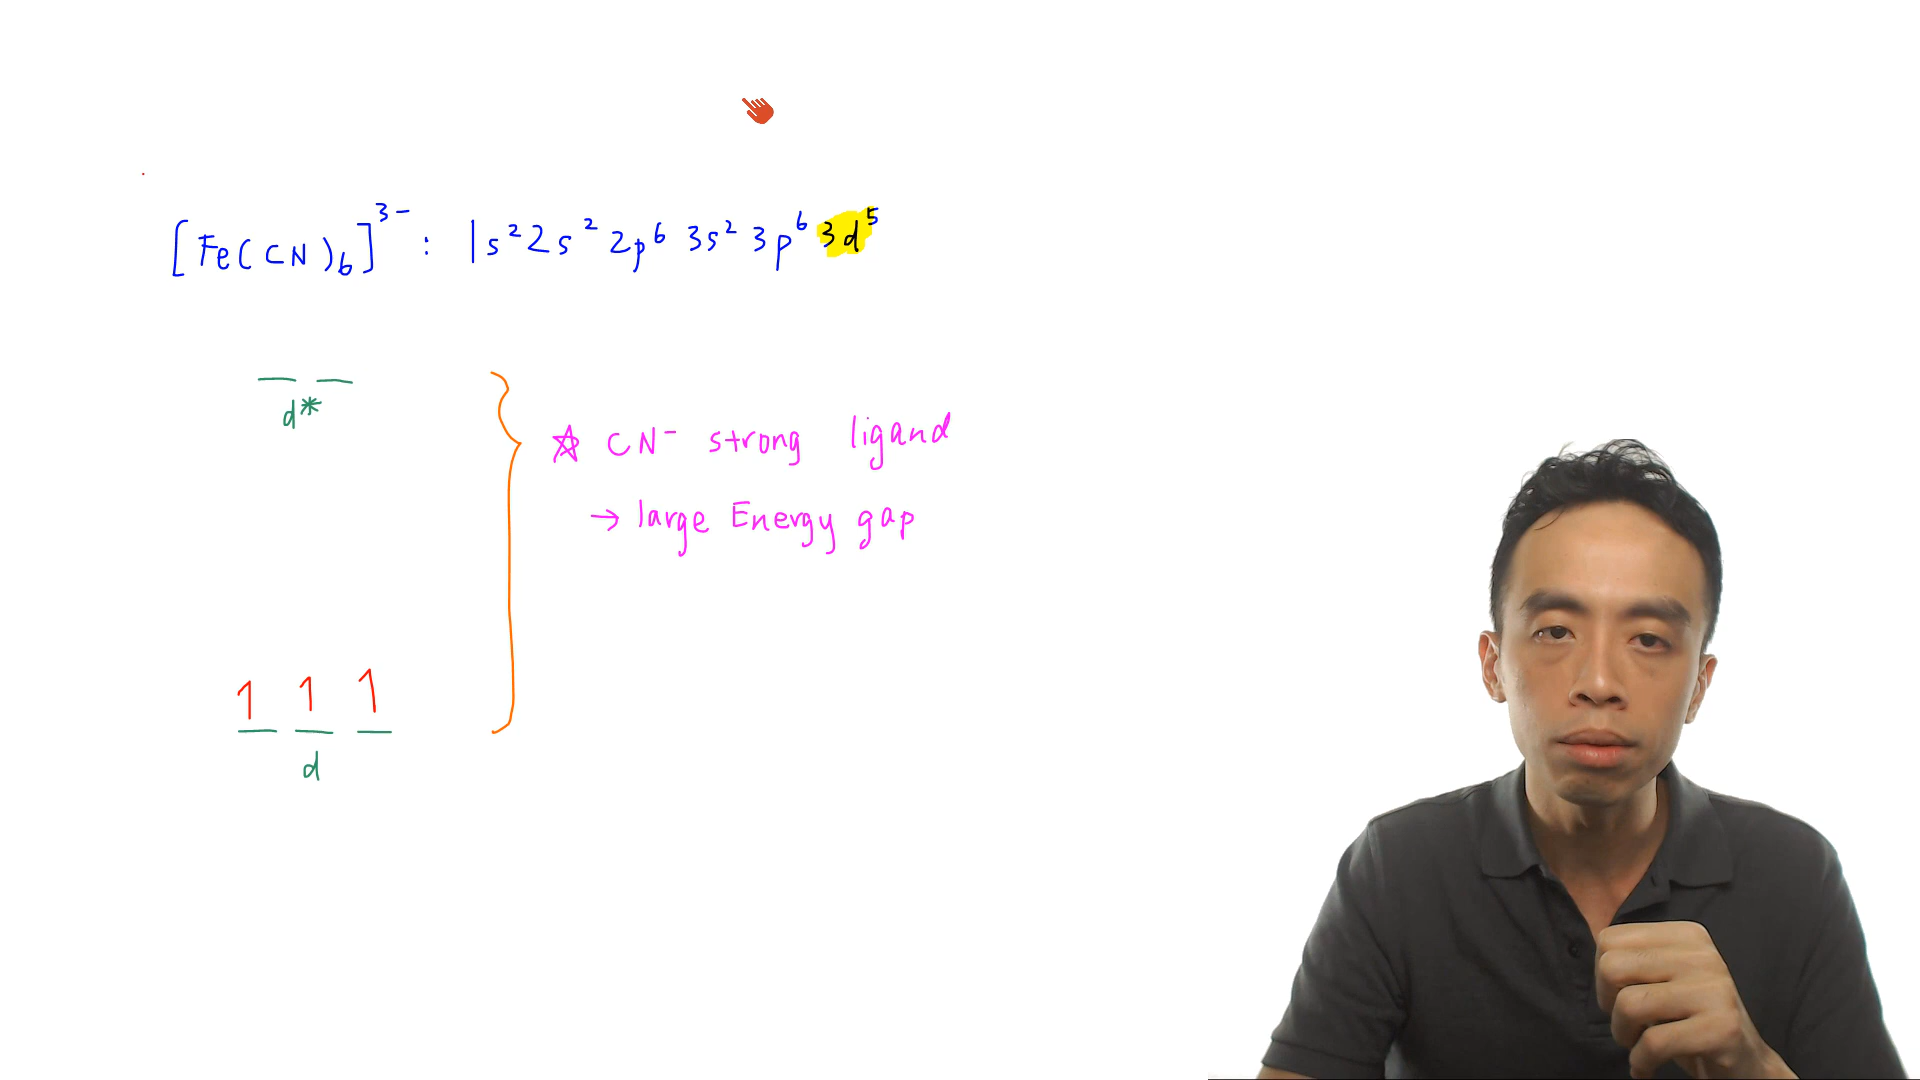 [Fe(CN)₆]³⁻ : 1s² 2s² 2p⁶ 3s² 3p⁶ 3d⁵
d*
☆ CN⁻ strong ligand
→ large Energy gap
1 1 1
d